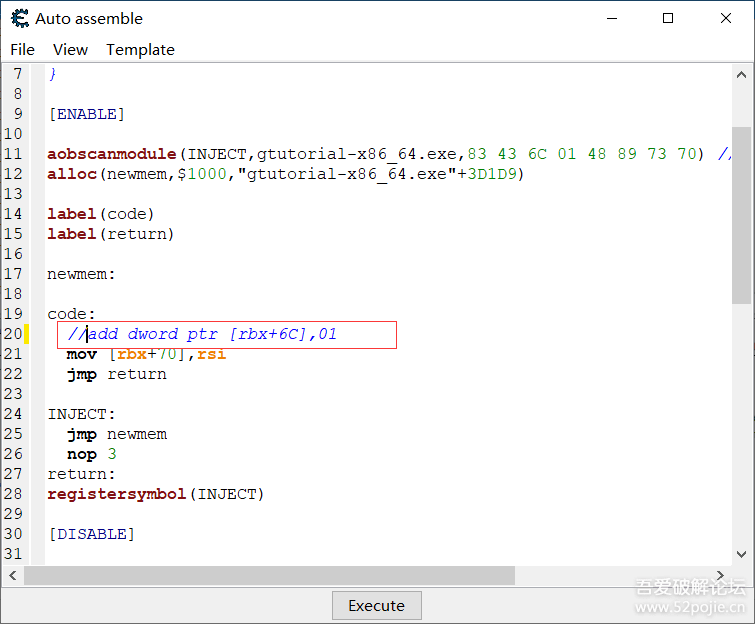 Auto assemble
File View Template
7 }
8
9 [ENABLE]
10
11 aobscanmodule(INJECT,gtutorial-x86_64.exe,83 43 6C 01 48 89 73 70) //
12 alloc(newmem,$1000,"gtutorial-x86_64.exe"+3D1D9)
13
14 label(code)
15 label(return)
16
17 newmem:
18
19 code:
20 //add dword ptr [rbx+6C],01
21 mov [rbx+70],rsi
22 jmp return
23
24 INJECT:
25 jmp newmem
26 nop 3
27 return:
28 registersymbol(INJECT)
29
30 [DISABLE]
31
Execute
吾爱破解论坛
www.52pojie.cn